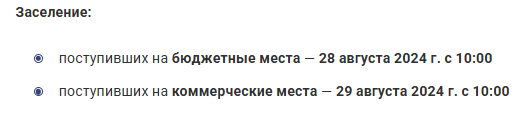 Заселение:
поступивших на бюджетные места — 28 августа 2024 г. с 10:00
поступивших на коммерческие места — 29 августа 2024 г. с 10:00